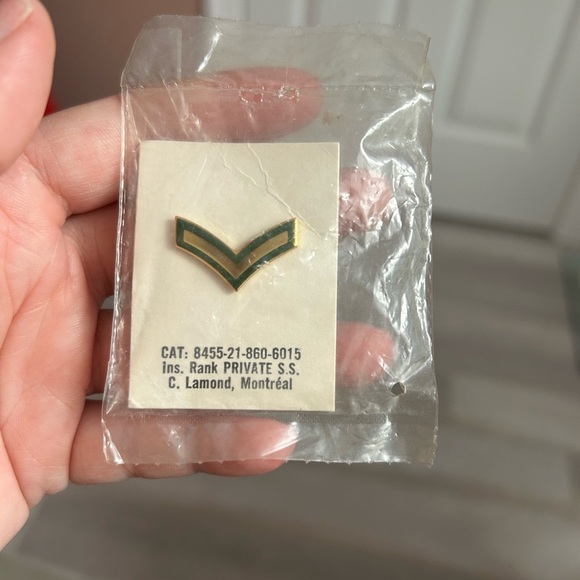 CAT: 8455-21-860-6015
Ins. Rank PRIVATE S.S.
C. Lamond, Montréal